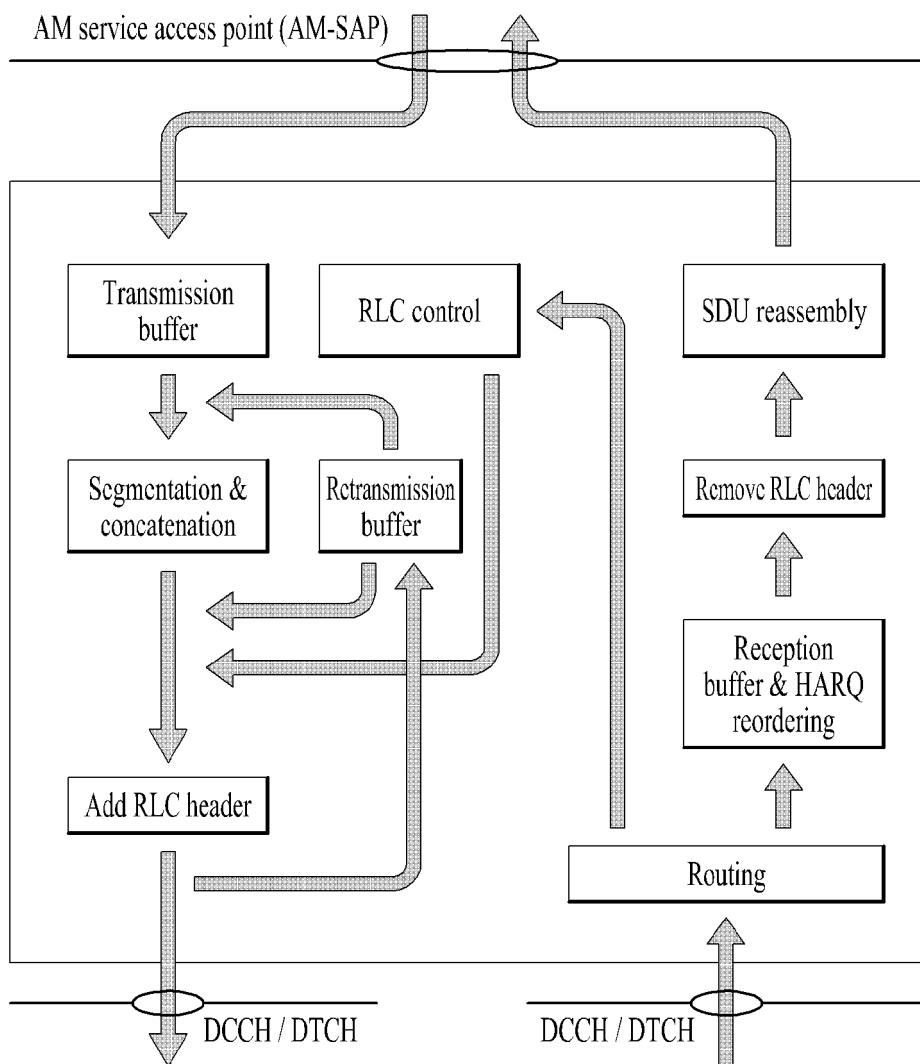 AM service access point (AM-SAP)
Transmission
buffer
RLC control
SDU reassembly
Segmentation &
concatenation
Retransmission
buffer
Remove RLC header
Reception
buffer & HARQ
reordering
Add RLC header
Routing
DCCH / DTCH
DCCH / DTCH